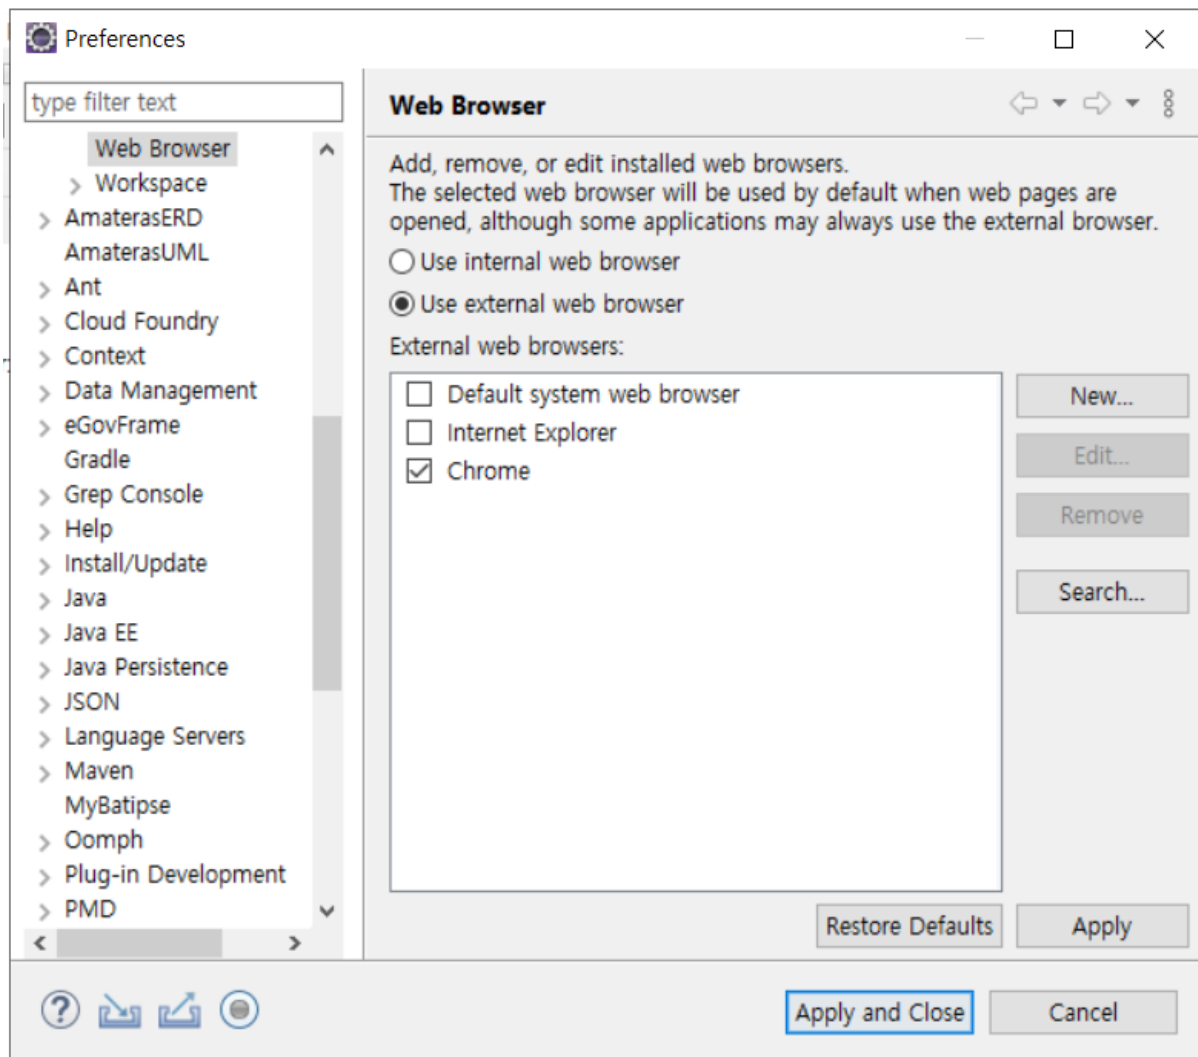 Preferences
type filter text
Web Browser
Workspace
AmaterasERD
AmaterasUML
Ant
Cloud Foundry
Context
Data Management
eGovFrame
Gradle
Grep Console
Help
Install/Update
Java
Java EE
Java Persistence
JSON
Language Servers
Maven
MyBatipse
Oomph
Plug-in Development
PMD
Web Browser
Add, remove, or edit installed web browsers.
The selected web browser will be used by default when web pages are
opened, although some applications may always use the external browser.
Use internal web browser
Use external web browser
External web browsers:
Default system web browser
Internet Explorer
Chrome
New...
Edit...
Remove
Search...
Restore Defaults
Apply
Apply and Close
Cancel